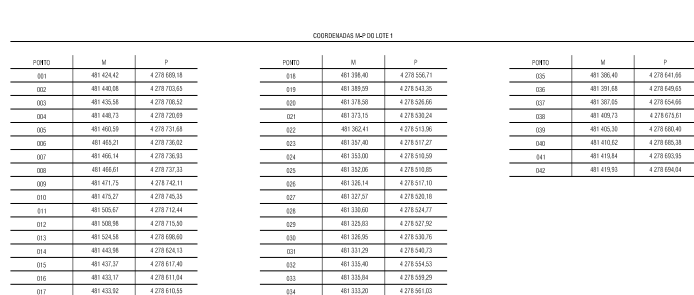 COORDENADAS M-P DO LOTE 1
PONTO M P
001 481 424,42 4 278 689,18
002 481 440,08 4 278 703,65
003 481 435,58 4 278 708,52
004 481 448,73 4 278 720,69
005 481 460,59 4 278 731,68
006 481 465,21 4 278 736,02
007 481 466,14 4 278 736,93
008 481 466,61 4 278 737,33
009 481 471,75 4 278 742,11
010 481 475,27 4 278 745,35
011 481 505,67 4 278 712,44
012 481 508,98 4 278 715,50
013 481 524,58 4 278 698,60
014 481 443,98 4 278 624,13
015 481 437,37 4 278 617,40
016 481 433,17 4 278 611,04
017 481 433,92 4 278 610,55
PONTO M P
018 481 398,40 4 278 556,71
019 481 389,59 4 278 543,35
020 481 378,58 4 278 526,66
021 481 373,15 4 278 530,24
022 481 362,41 4 278 513,96
023 481 357,40 4 278 517,27
024 481 353,00 4 278 510,59
025 481 352,06 4 278 510,85
026 481 326,14 4 278 517,10
027 481 327,57 4 278 520,18
028 481 330,60 4 278 524,77
029 481 325,83 4 278 527,92
030 481 326,95 4 278 530,76
031 481 331,29 4 278 540,73
032 481 335,40 4 278 554,53
033 481 335,84 4 278 559,29
034 481 333,20 4 278 561,03
PONTO M P
035 481 386,40 4 278 641,66
036 481 391,68 4 278 649,65
037 481 387,05 4 278 654,66
038 481 409,73 4 278 675,61
039 481 405,30 4 278 680,40
040 481 410,62 4 278 685,38
041 481 419,84 4 278 693,95
042 481 419,93 4 278 694,04